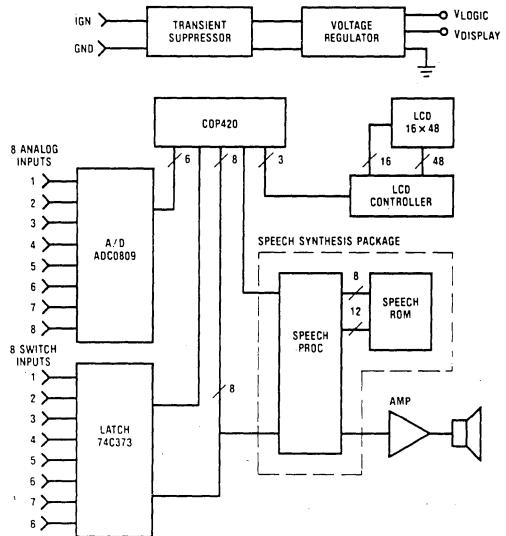 IGN
GND
TRANSIENT
SUPPRESSOR
VOLTAGE
REGULATOR
VLOGIC
VDISPLAY
COP420
6
8
3
LCD
16 × 48
16
48
LCD
CONTROLLER
8 ANALOG
INPUTS
1
2
3
4
5
6
7
8
A/D
ADC0809
SPEECH SYNTHESIS PACKAGE
SPEECH
PROC
8
12
SPEECH
ROM
8 SWITCH
INPUTS
1
2
3
4
5
6
7
6
LATCH
74C373
8
AMP